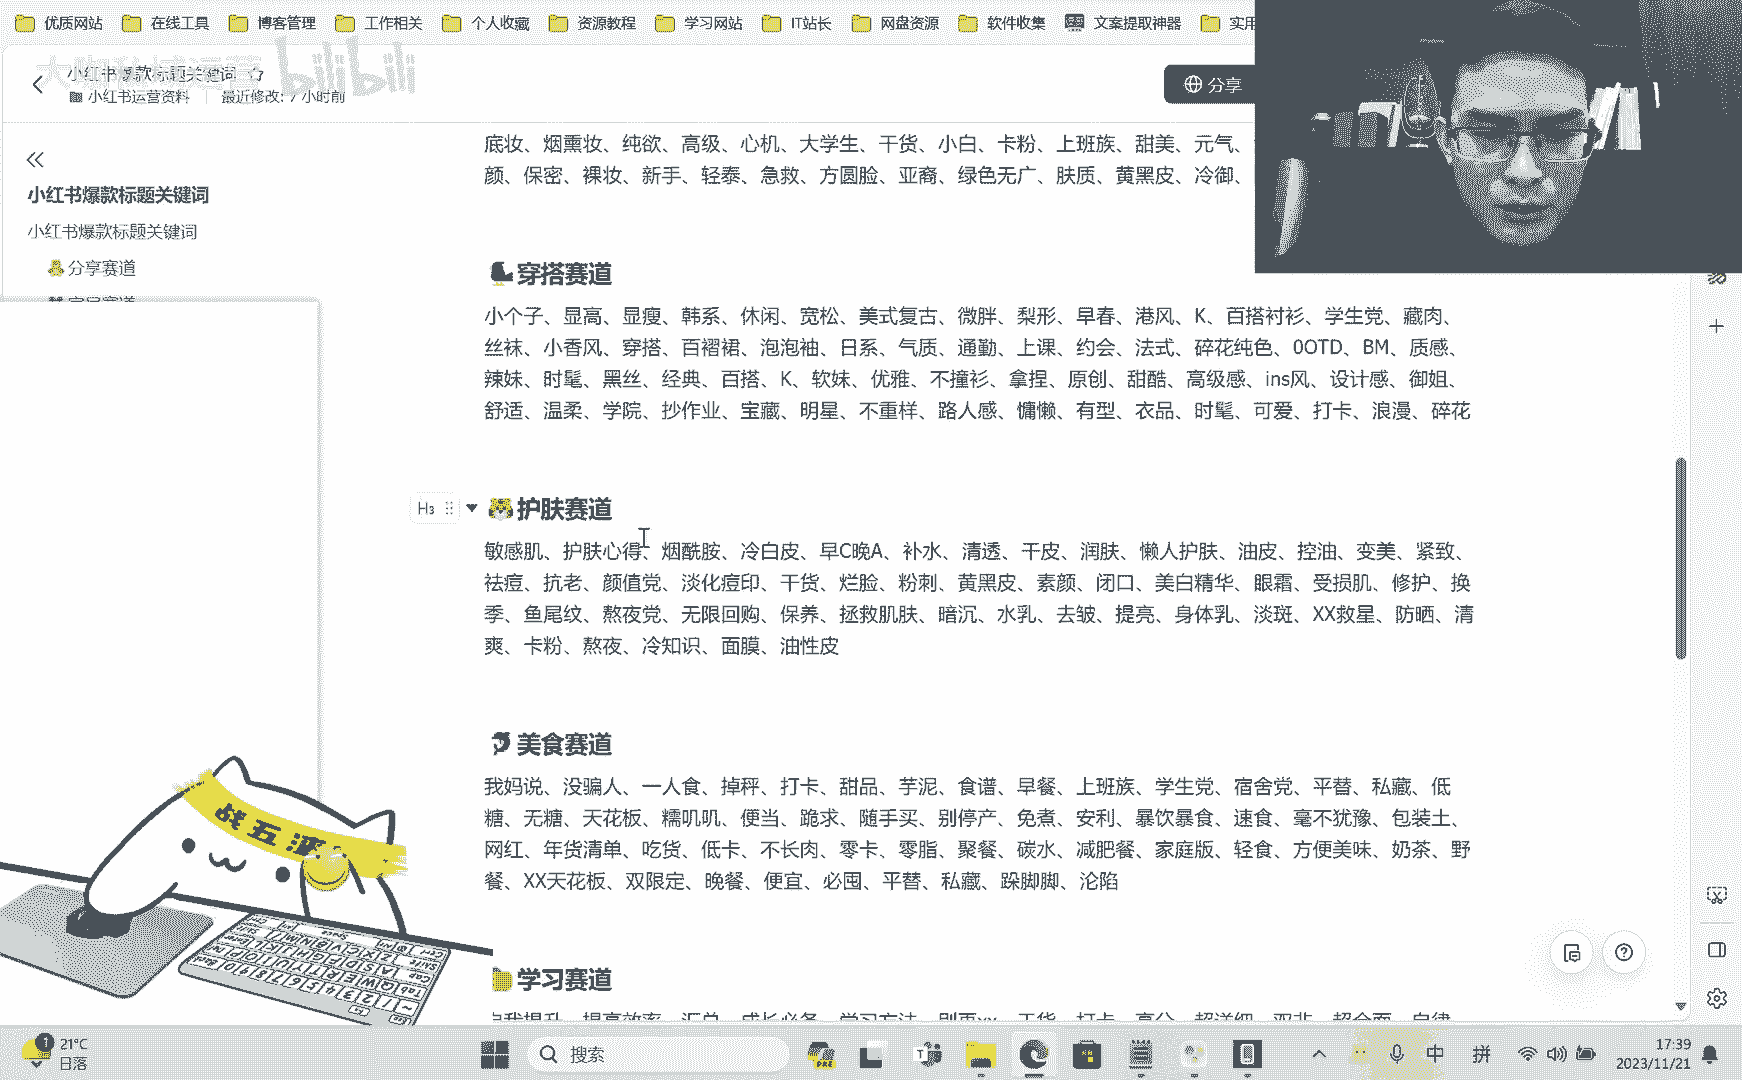 优质网站 在线工具 博客管理 工作相关 个人收藏 资源教程 学习网站 IT站长 网盘资源 软件收集 文案提取神器 实用
bilibili
小红书爆款标题关键词
小红书运营资料 最近修改: 7 小时前
分享
小红书爆款标题关键词
小红书爆款标题关键词
分享赛道
底妆、烟熏妆、纯欲、高级、心机、大学生、干货、小白、卡粉、上班族、甜美、元气、
颜、保密、裸妆、新手、轻泰、急救、方圆脸、亚裔、绿色无广、肤质、黄黑皮、冷御、
穿搭赛道
小个子、显高、显瘦、韩系、休闲、宽松、美式复古、微胖、梨形、早春、港风、K、百搭衬衫、学生党、藏肉、
丝袜、小香风、穿搭、百褶裙、泡泡袖、日系、气质、通勤、上课、约会、法式、碎花纯色、0OTD、BM、质感、
辣妹、时髦、黑丝、经典、百搭、K、软妹、优雅、不撞衫、拿捏、原创、甜酷、高级感、ins风、设计感、御姐、
舒适、温柔、学院、抄作业、宝藏、明星、不重样、路人感、慵懒、有型、衣品、时髦、可爱、打卡、浪漫、碎花
H3
护肤赛道
敏感肌、护肤心得、烟酰胺、冷白皮、早C晚A、补水、清透、干皮、润肤、懒人护肤、油皮、控油、变美、紧致、
祛痘、抗老、颜值党、淡化痘印、干货、烂脸、粉刺、黄黑皮、素颜、闭口、美白精华、眼霜、受损肌、修护、换
季、鱼尾纹、熬夜党、无限回购、保养、拯救肌肤、暗沉、水乳、去皱、提亮、身体乳、淡斑、XX救星、防晒、清
爽、卡粉、熬夜、冷知识、面膜、油性皮
美食赛道
我妈说、没骗人、一人食、掉秤、打卡、甜品、芋泥、食谱、早餐、上班族、学生党、宿舍党、平替、私藏、低
糖、无糖、天花板、糯叽叽、便当、跪求、随手买、别停产、免煮、安利、暴饮暴食、速食、毫不犹豫、包装土、
网红、年货清单、吃货、低卡、不长肉、零卡、零脂、聚餐、碳水、减肥餐、家庭版、轻食、方便美味、奶茶、野
餐、XX天花板、双限定、晚餐、便宜、必囤、平替、私藏、跺脚脚、沦陷
学习赛道
战五渣
21°C
日落
搜索
中 拼
17:39
2023/11/21